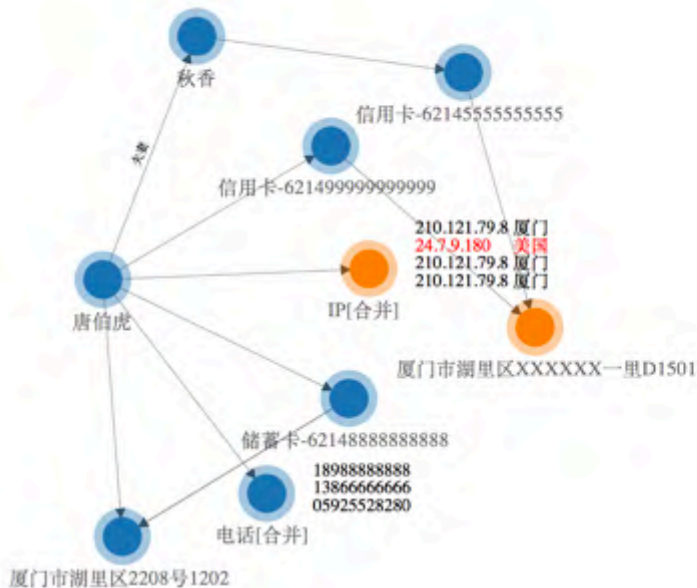 秋香
信用卡-62145555555555
夫妻
信用卡-621499999999999
210.121.79.8 厦门
24.7.9.180 美国
210.121.79.8 厦门
210.121.79.8 厦门
唐伯虎
IP[合并]
厦门市湖里区XXXXXX一里D1501
储蓄卡-62148888888888
18988888888
13866666666
05925528280
电话[合并]
厦门市湖里区2208号1202